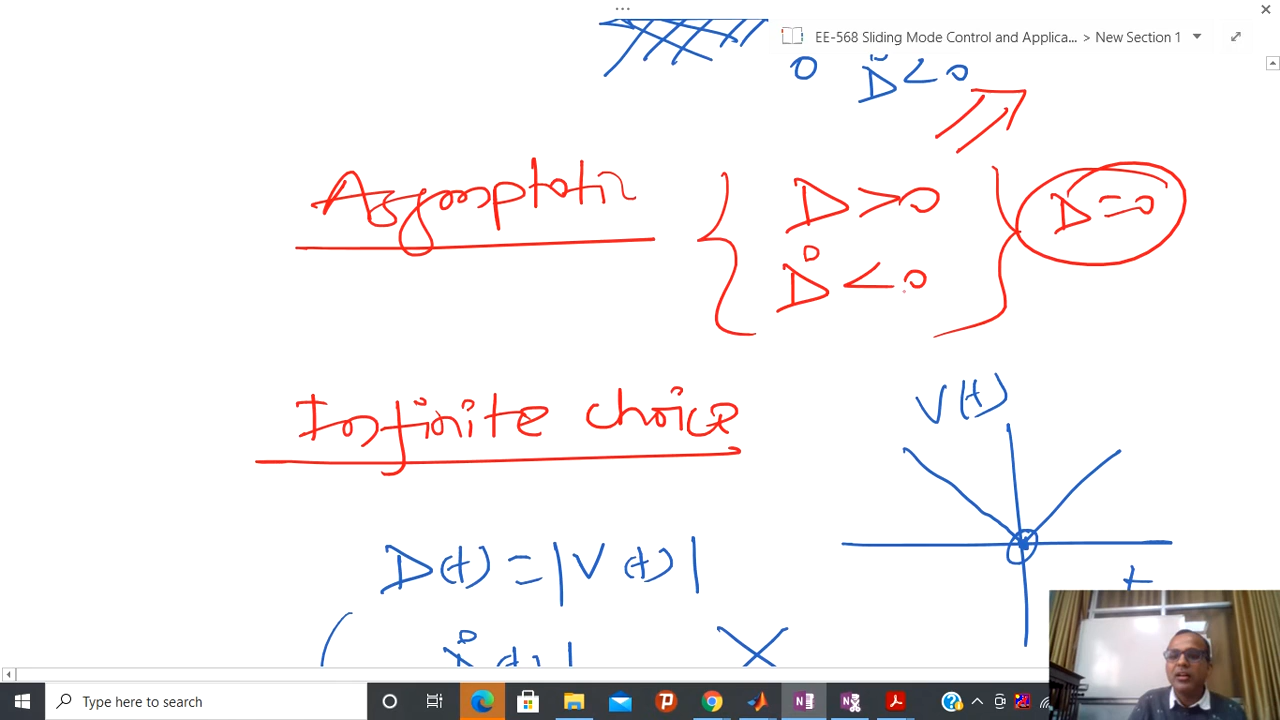 EE-568 Sliding Mode Control and Applica... > New Section 1
0 Ḋ < 0
Asymptotic { D > 0 } D = 0
Ḋ < 0
V(t)
Infinite choice
D(t) = |V(t)|
t
Type here to search